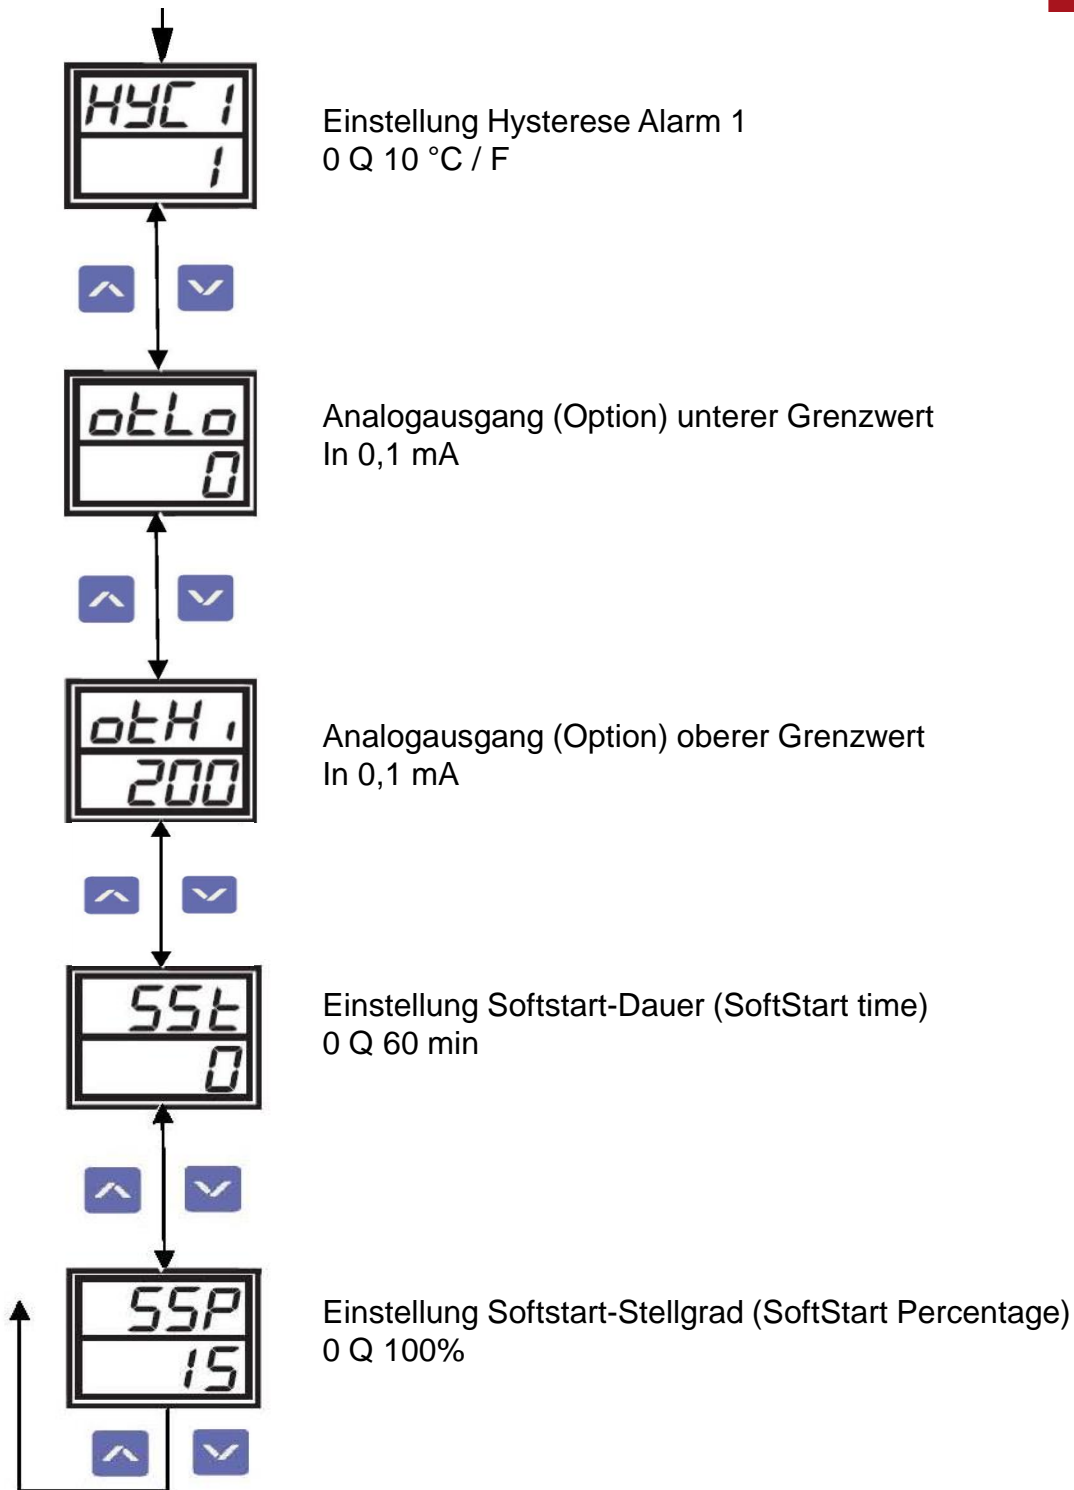 HYC1
1
Einstellung Hysterese Alarm 1
0 Q 10 °C / F
otLo
0
Analogausgang (Option) unterer Grenzwert
In 0,1 mA
otHi
200
Analogausgang (Option) oberer Grenzwert
In 0,1 mA
SSt
0
Einstellung Softstart-Dauer (SoftStart time)
0 Q 60 min
SSP
15
Einstellung Softstart-Stellgrad (SoftStart Percentage)
0 Q 100%